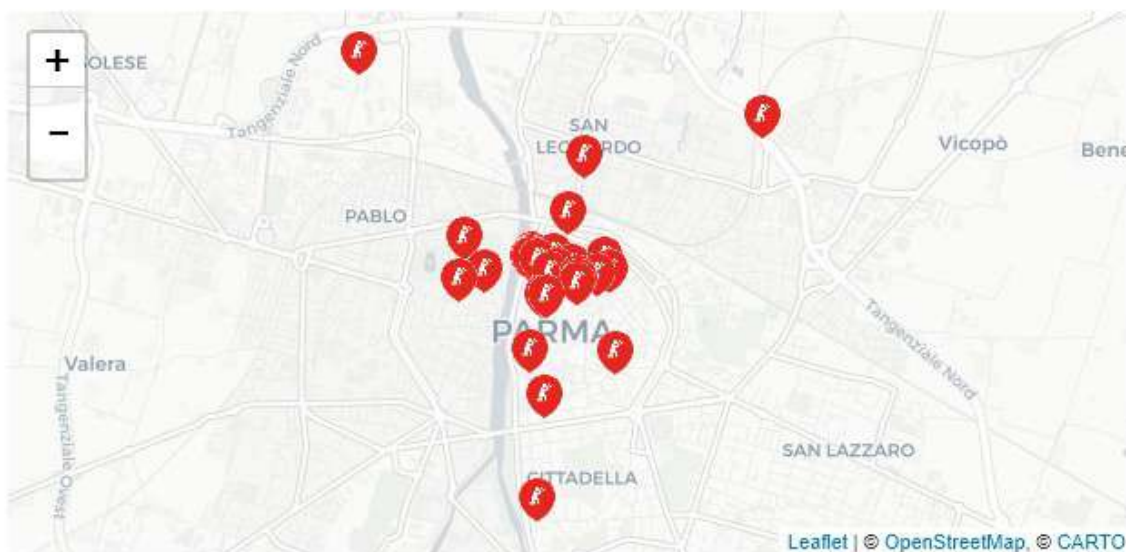 +
−
OLESE
Tangenziale Nord
SAN
LEONARDO
Vicopò
Bene
PABLO
PARMA
Valera
Tangenziale Nord
Tangenziale Ovest
SAN LAZZARO
CITTADELLA
Leaflet | © OpenStreetMap, © CARTO